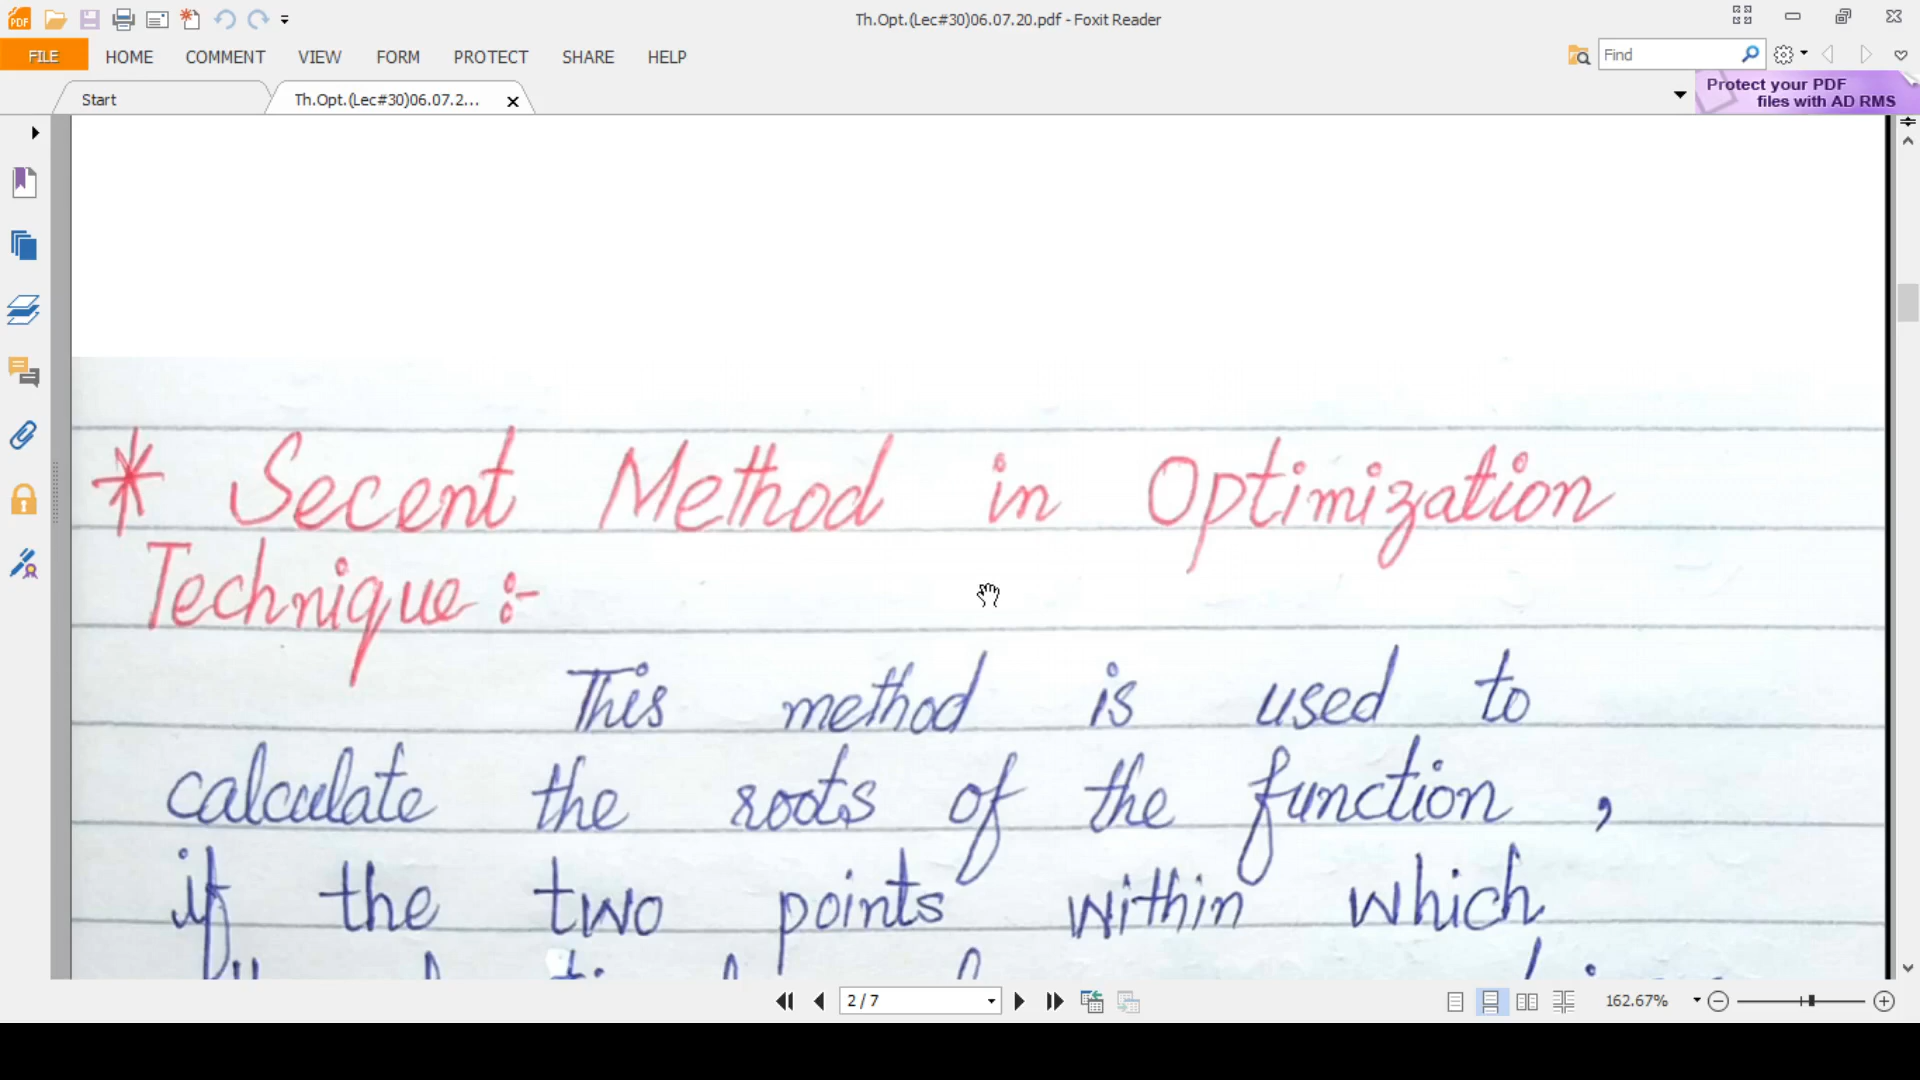 Th.Opt.(Lec#30)06.07.20.pdf - Foxit Reader
FILE HOME COMMENT VIEW FORM PROTECT SHARE HELP
Find
Start Th.Opt.(Lec#30)06.07.2...
Protect your PDF
files with AD RMS
* Secent Method in Optimization
Technique :-
This method is used to
calculate the roots of the function ,
if the two points within which
2 / 7
162.67%